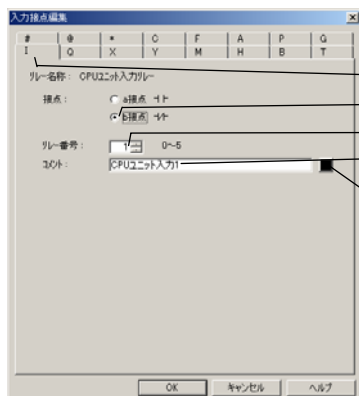 入力接点編集
# @ * C F A P G
I Q X Y M H B T
リレー名称: CPUユニット入力リレー
接点: a接点
b接点
リレー番号: 1 0~5
コメント: CPUユニット入力1
OK キャンセル ヘルプ